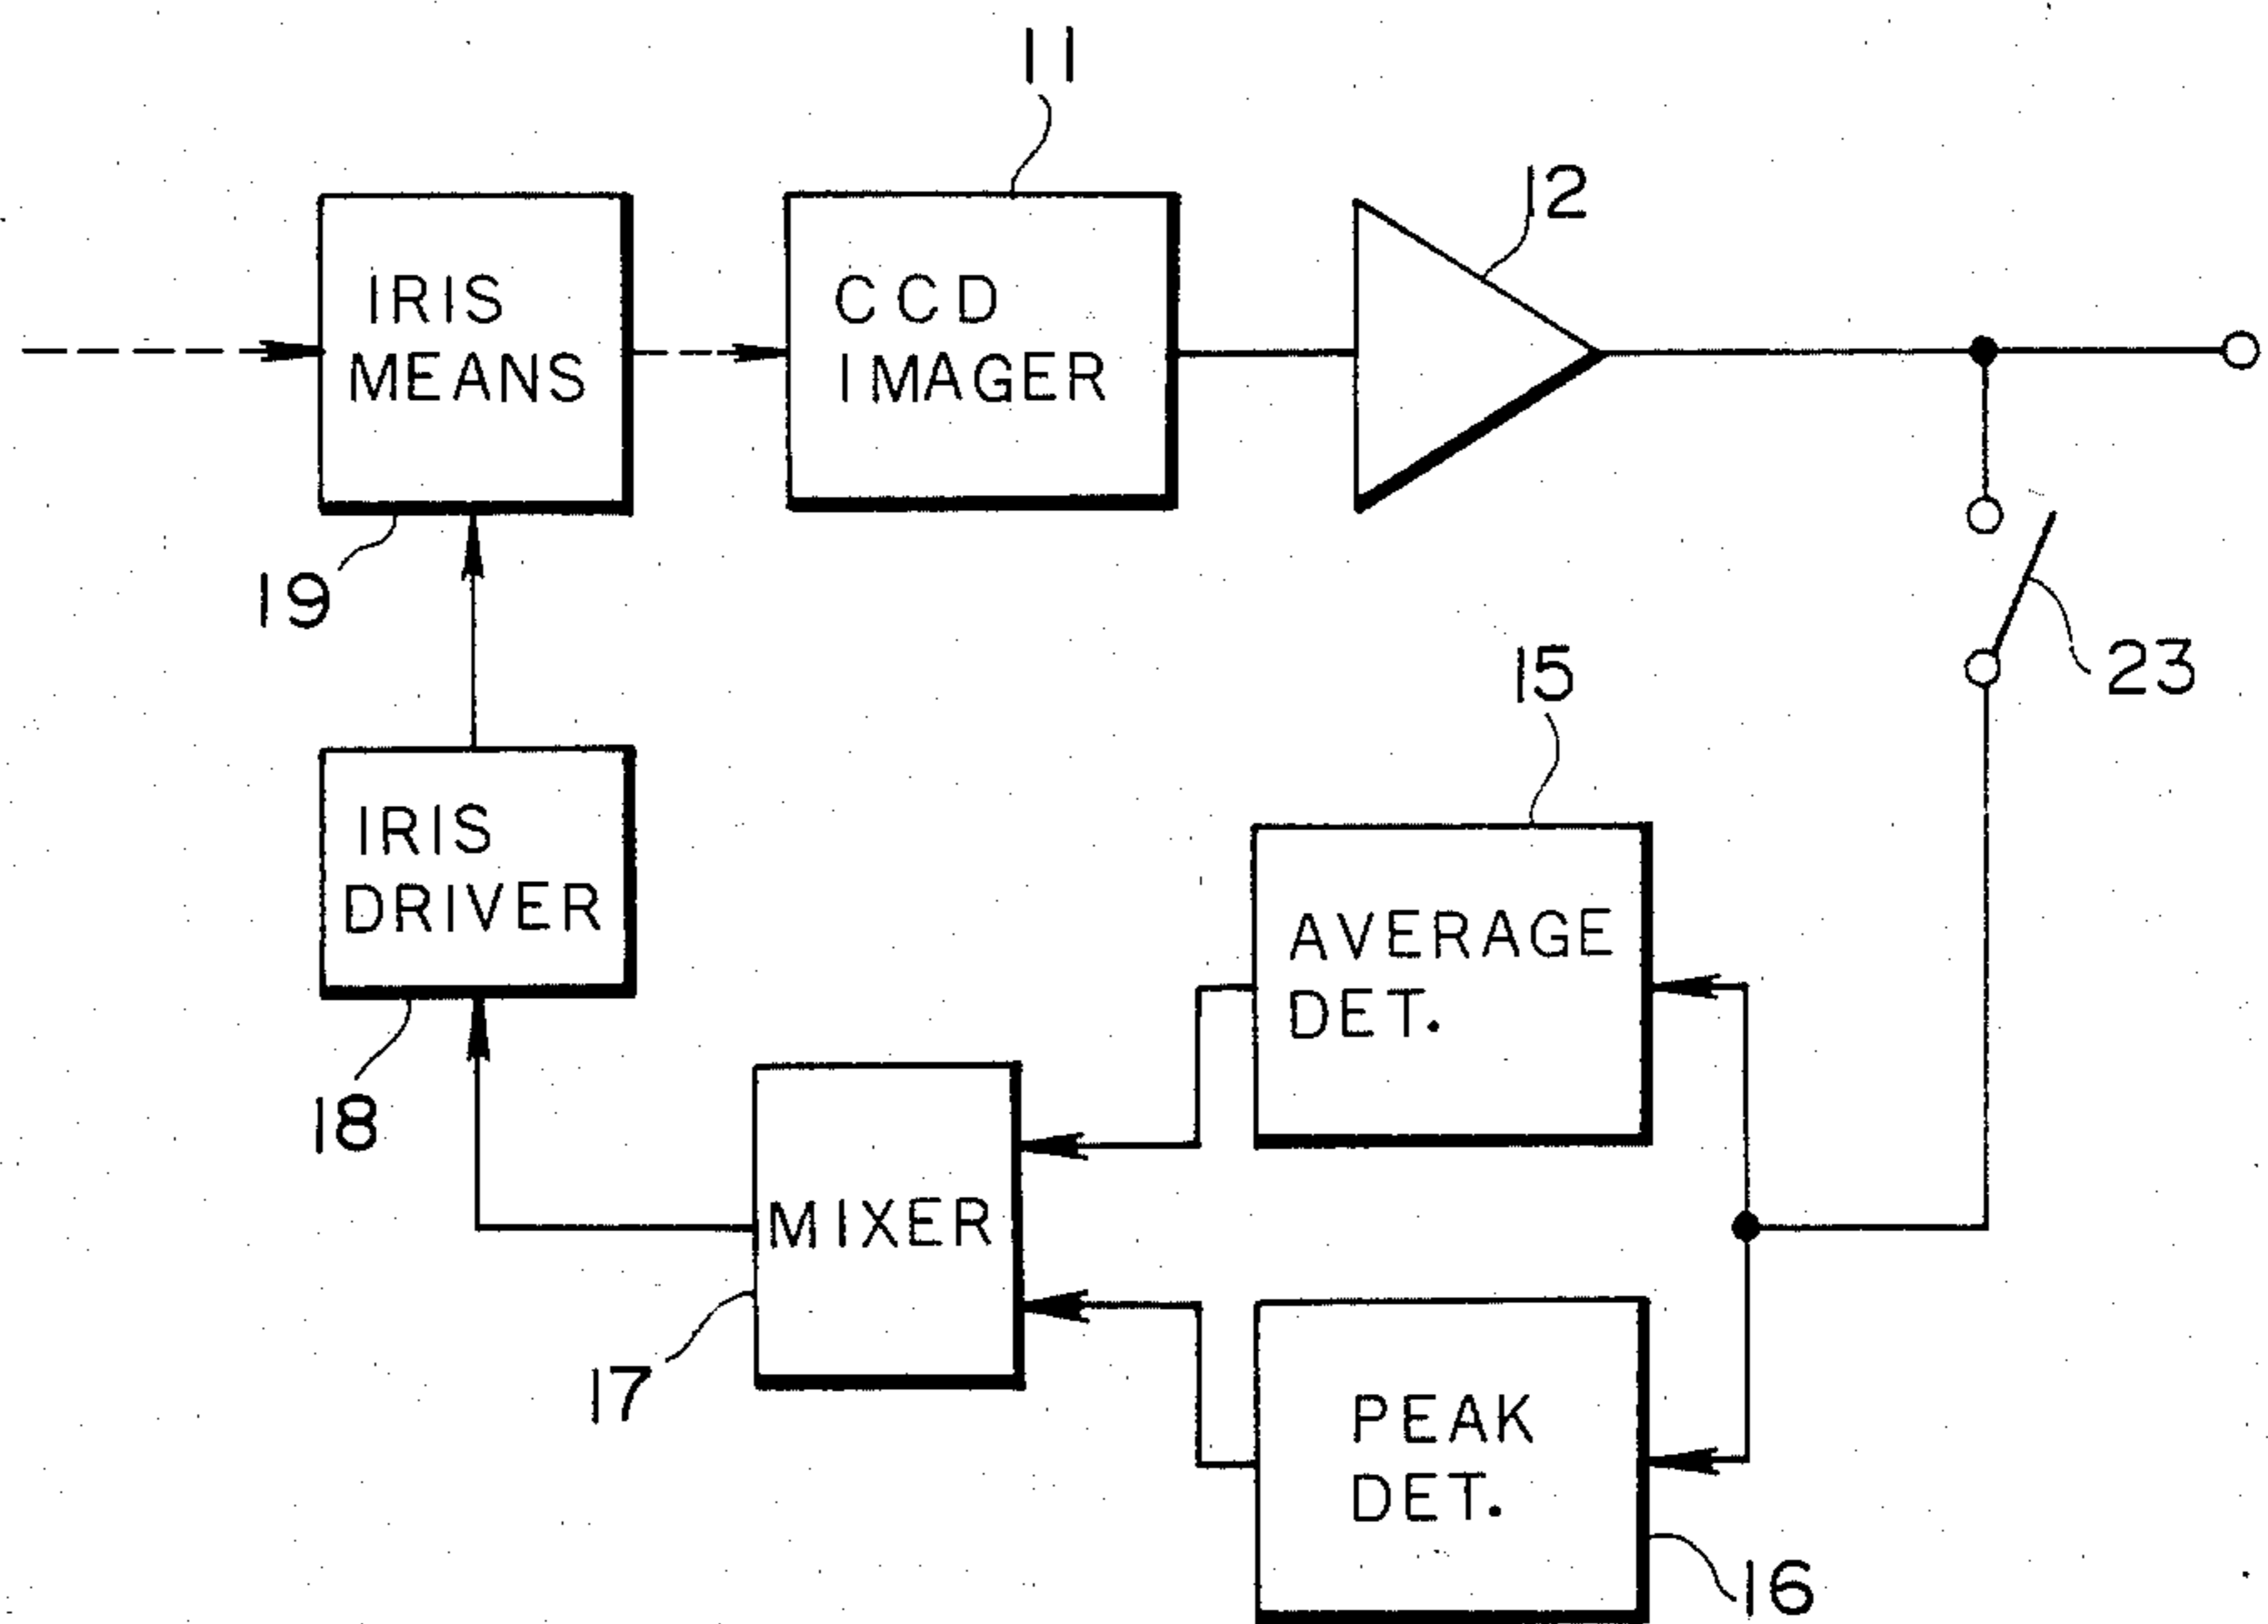 11
12
IRIS
MEANS
CCD
IMAGER
19
23
15
IRIS
DRIVER
AVERAGE
DET.
18
MIXER
17
PEAK
DET.
16